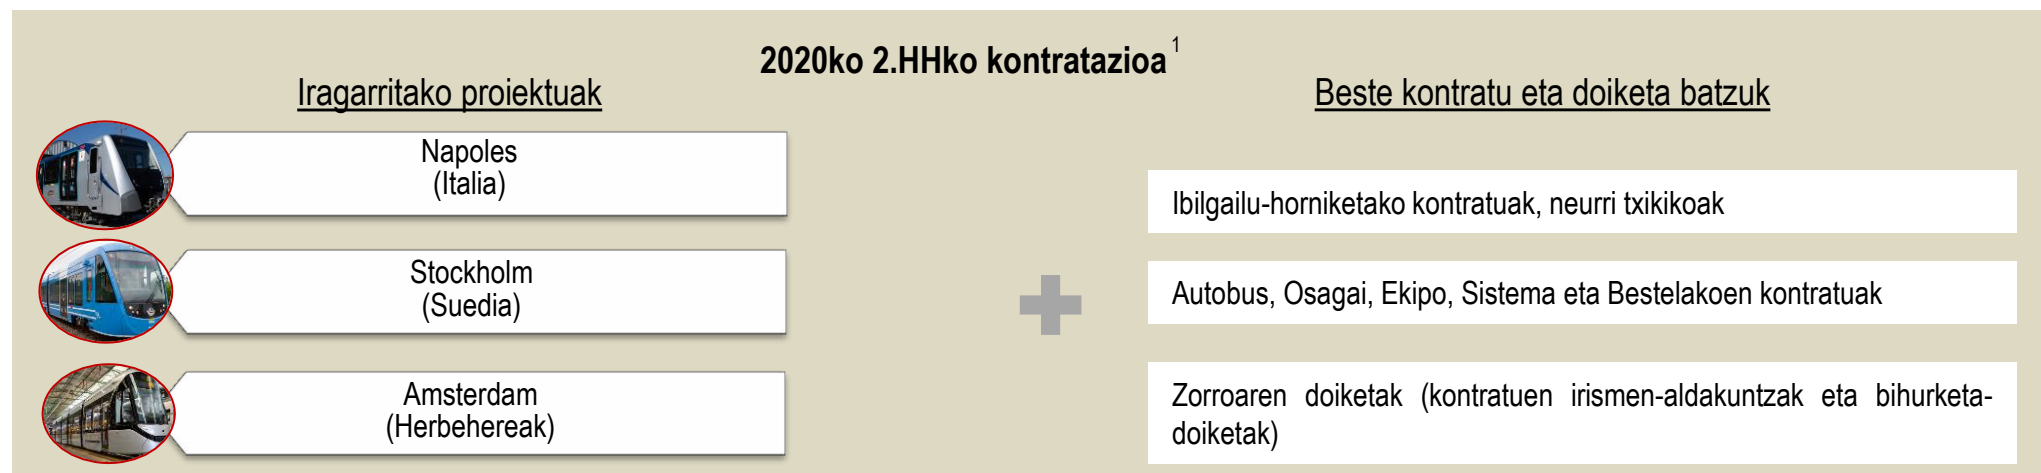 2020ko 2.HHko kontratazioa¹
Iragarritako proiektuak
Napoles
(Italia)
Stockholm
(Suedia)
Amsterdam
(Herbehereak)
Beste kontratu eta doiketa batzuk
Ibilgailu-horniketako kontratuak, neurri txikikoak
Autobus, Osagai, Ekipo, Sistema eta Bestelakoen kontratuak
Zorroaren doiketak (kontratuen irismen-aldakuntzak eta bihurketa-
doiketak)